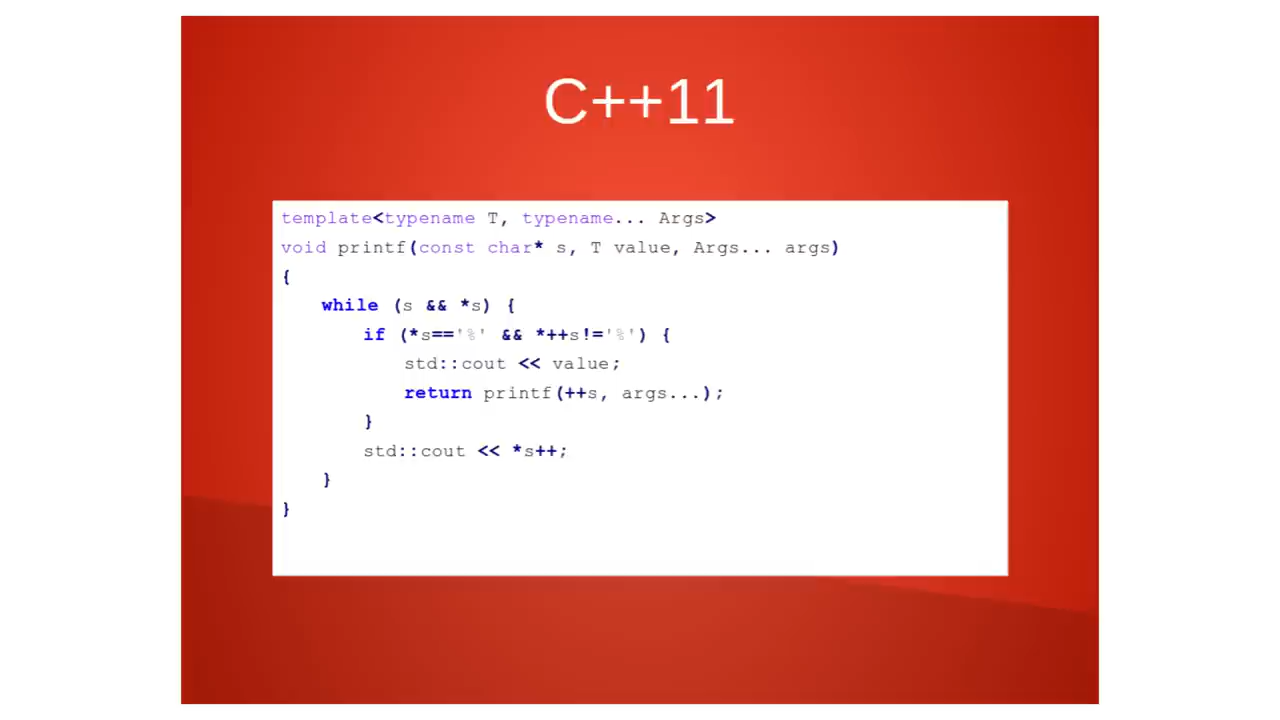 C++11
template<typename T, typename... Args>
void printf(const char* s, T value, Args... args)
{
while (s && *s) {
if (*s=='%' && *++s!='%') {
std::cout << value;
return printf(++s, args...);
}
std::cout << *s++;
}
}